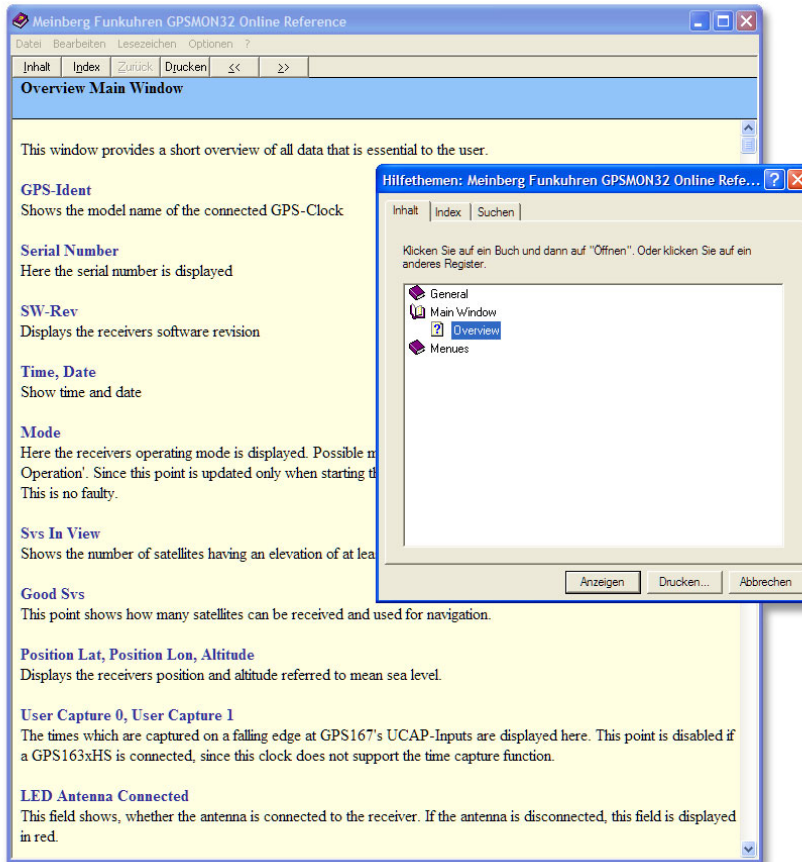 Meinberg Funkuhren GPSMON32 Online Reference
Datei Bearbeiten Lesezeichen Optionen ?
Inhalt Index Zurück Drucken << >>
Overview Main Window
This window provides a short overview of all data that is essential to the user.
GPS-Ident
Shows the model name of the connected GPS-Clock
Serial Number
Here the serial number is displayed
SW-Rev
Displays the receivers software revision
Time, Date
Show time and date
Mode
Here the receivers operating mode is displayed. Possible
Operation'. Since this point is updated only when starting
This is no faulty.
Svs In View
Shows the number of satellites having an elevation of at
Good Svs
This point shows how many satellites can be received and used for navigation.
Position Lat, Position Lon, Altitude
Displays the receivers position and altitude referred to mean sea level.
User Capture 0, User Capture 1
The times which are captured on a falling edge at GPS167's UCAP-Inputs are displayed here. This point is disabled if
a GPS163xHS is connected, since this clock does not support the time capture function.
LED Antenna Connected
This field shows, whether the antenna is connected to the receiver. If the antenna is disconnected, this field is displayed
in red.
Hilfethemen: Meinberg Funkuhren GPSMON32 Online Refe...
Inhalt Index Suchen
Klicken Sie auf ein Buch und dann auf "Öffnen". Oder klicken Sie auf ein
anderes Register.
General
Main Window
Overview
Menues
Anzeigen Drucken... Abbrechen